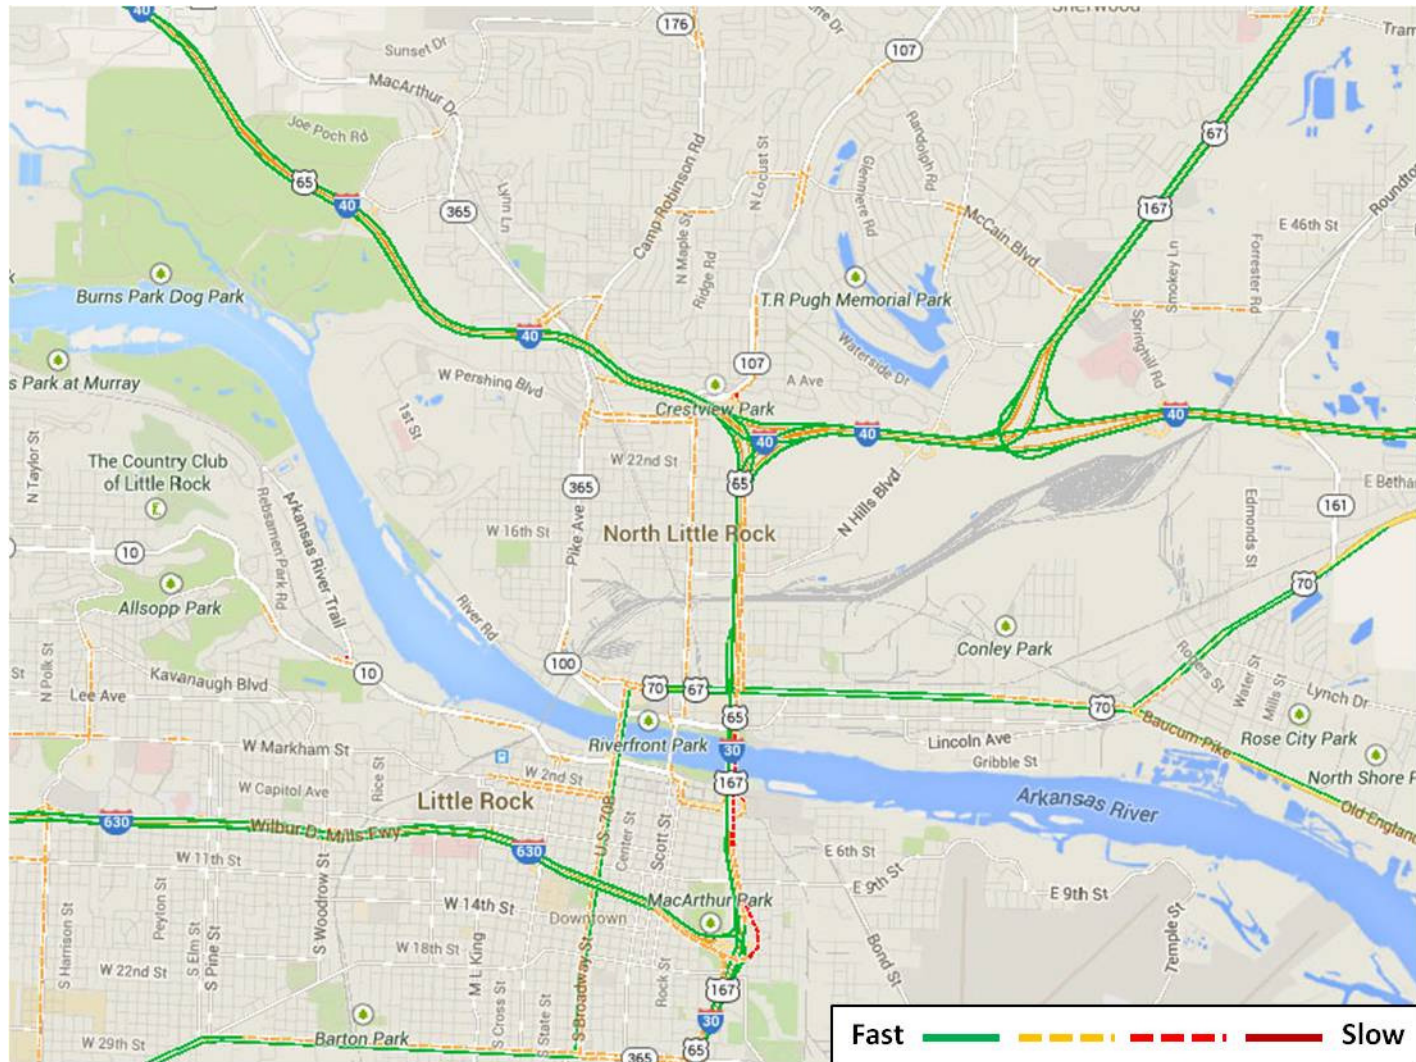 40
176
Sherwood
Sunset Dr
107
MacArthur Dr
Joe Poch Rd
N Locust St
Randolph Rd
67
65
Camp Robinson Rd
Glenmere Rd
40
365
Lynn Ln
167
Roundto
McCain Blvd
E 46th St
N Maple St
Ridge Rd
Smokey Ln
Forrester Rd
Burns Park Dog Park
T.R Pugh Memorial Park
40
Springhill Rd
Waterside Dr
s Park at Murray
W Pershing Blvd
107
A Ave
Crestview Park
1st St
40
40
40
The Country Club
of Little Rock
N Taylor St
W 22nd St
65
365
N Hills Blvd
E Betha
161
Rebsamen Park Rd
Arkansas River Trail
W 16th St
North Little Rock
Pike Ave
Edmonds St
10
Allsopp Park
70
River Rd
Conley Park
100
Rogers St
Water St
Mills St
Lynch Dr
St
N Polk St
Kavanaugh Blvd
Lee Ave
10
70
67
70
65
Baucum Pike
Rose City Park
Riverfront Park
30
Lincoln Ave
Gribble St
North Shore
W Markham St
W 2nd St
167
W Capitol Ave
Rice St
Little Rock
Arkansas River
Old England
630
Wilbur D. Mills Fwy
630
U.S. 70B
Center St
Scott St
E 6th St
W 11th St
E 9th St
E 9th St
Peyton St
S Woodrow St
W 14th St
MacArthur Park
Downtown
S Harrison St
S Elm St
S Pine St
W 18th St
M L King
S Broadway St
Bond St
Temple St
W 22nd St
Rock St
167
S Cross St
S State St
30
Barton Park
W 29th St
365
65
Fast
Slow